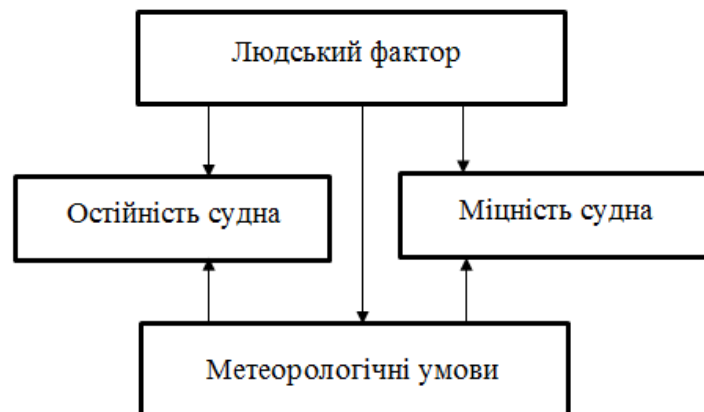 Людський фактор
Остійність судна
Міцність судна
Метеорологічні умови